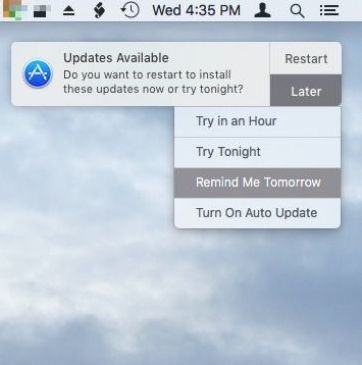 Wed 4:35 PM
Updates Available
Do you want to restart to install
these updates now or try tonight?
Restart
Later
Try in an Hour
Try Tonight
Remind Me Tomorrow
Turn On Auto Update